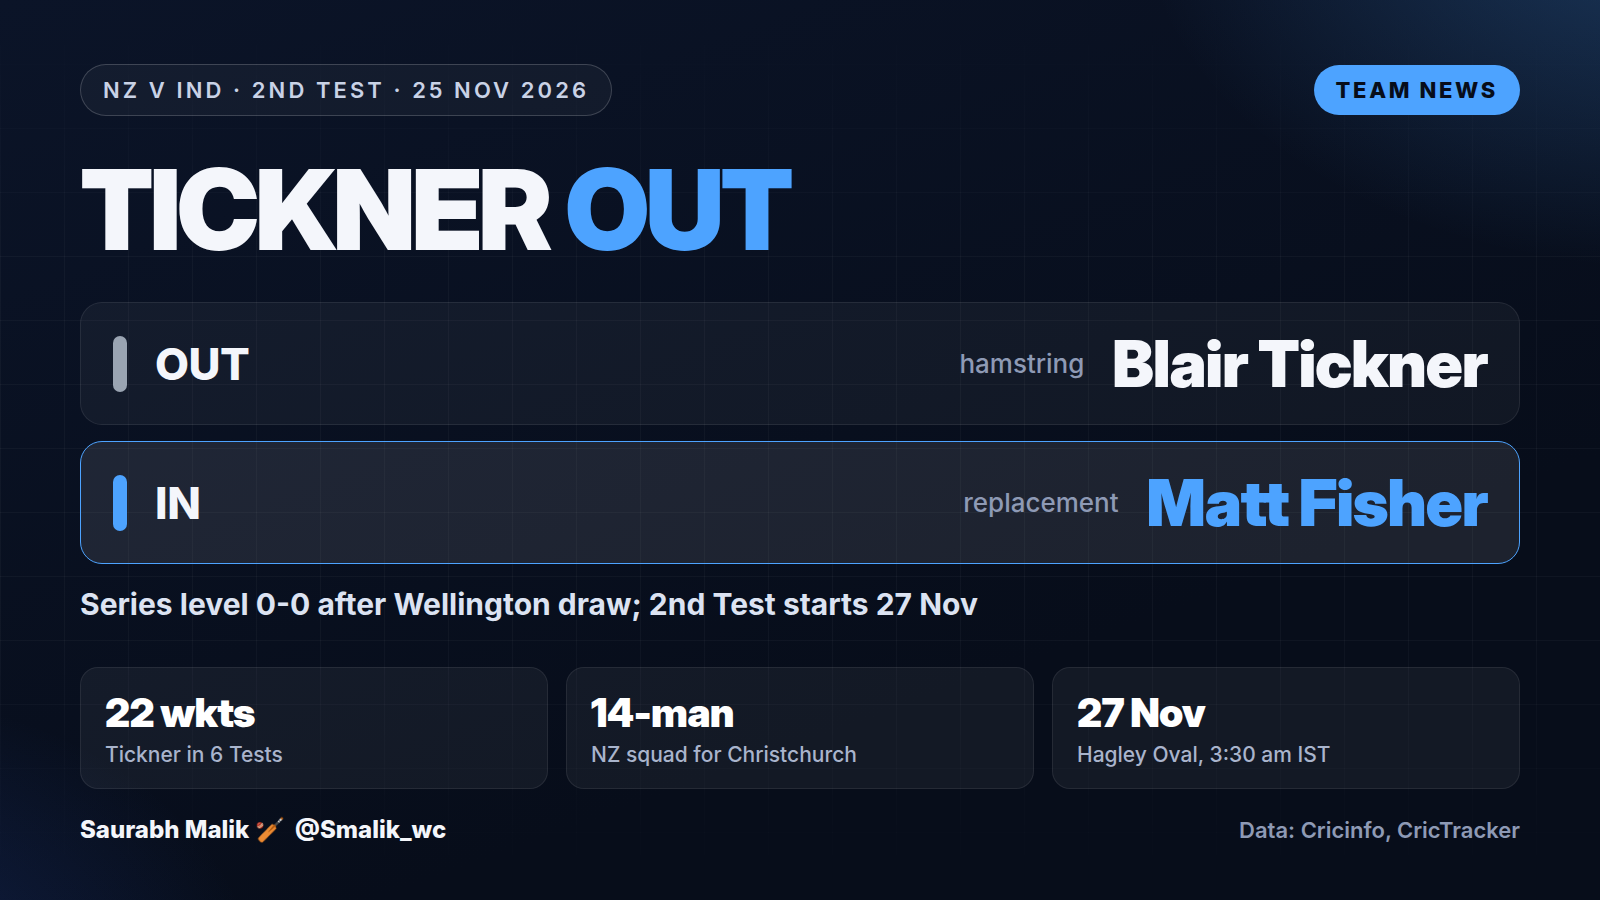 NZ V IND · 2ND TEST · 25 NOV 2026
TEAM NEWS
TICKNER OUT
OUT
hamstring
Blair Tickner
IN
replacement
Matt Fisher
Series level 0-0 after Wellington draw; 2nd Test starts 27 Nov
22 wkts
Tickner in 6 Tests
14-man
NZ squad for Christchurch
27 Nov
Hagley Oval, 3:30 am IST
Saurabh Malik 🏏 @Smalik_wc
Data: Cricinfo, CricTracker